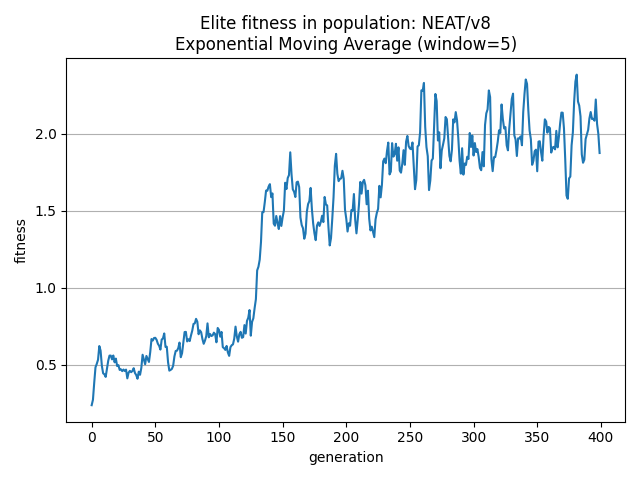 Elite fitness in population: NEAT/v8
Exponential Moving Average (window=5)
fitness
2.0
1.5
1.0
0.5
0 50 100 150 200 250 300 350 400
generation